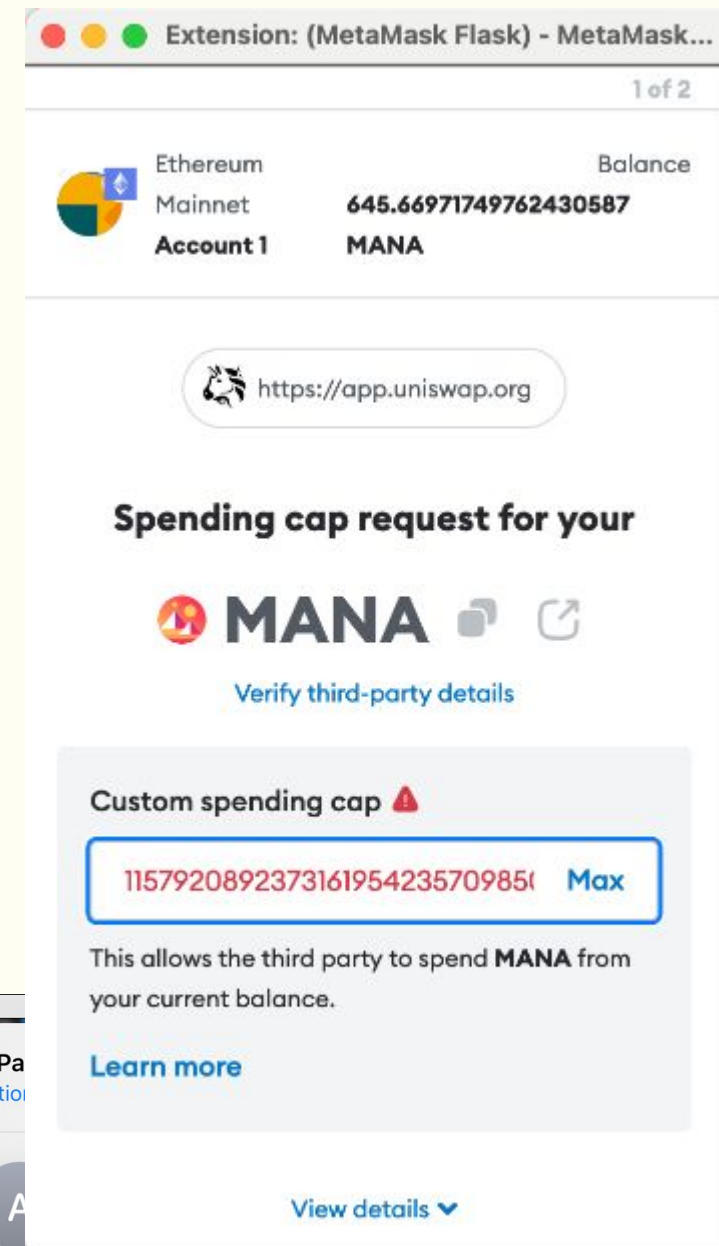 Extension: (MetaMask Flask) - MetaMask...
1 of 2
Ethereum Balance
Mainnet 645.66971749762430587
Account 1 MANA
https://app.uniswap.org
Spending cap request for your
MANA
Verify third-party details
Custom spending cap
115792089237316195423570985( Max
This allows the third party to spend MANA from
your current balance.
Learn more
View details